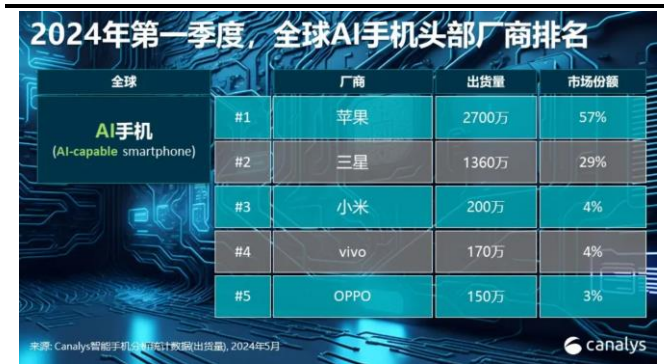 2024年第一季度，全球AI手机头部厂商排名
全球 厂商 出货量 市场份额
AI手机
(AI-capable smartphone)
#1 苹果 2700万 57%
#2 三星 1360万 29%
#3 小米 200万 4%
#4 vivo 170万 4%
#5 OPPO 150万 3%
来源: Canalys智能手机分析统计数据(出货量), 2024年5月
canalys